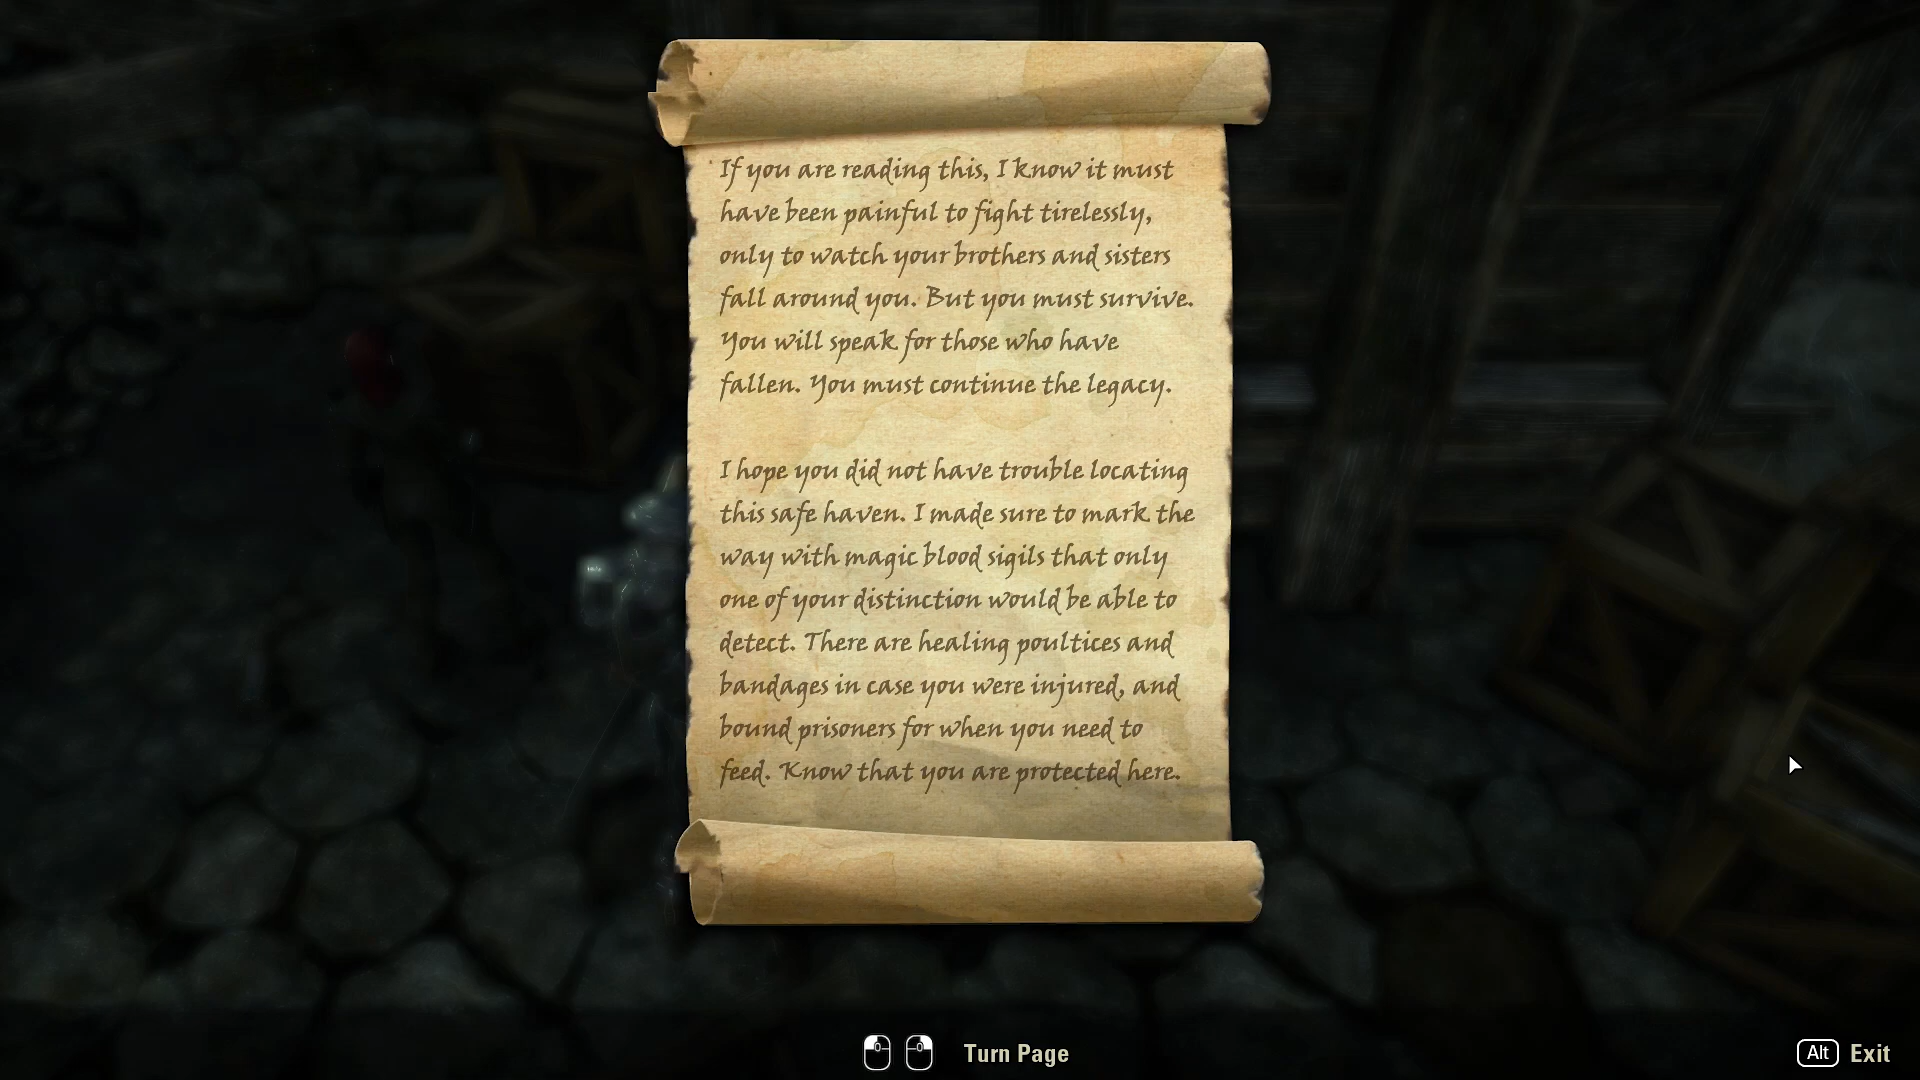 If you are reading this, I know it must
have been painful to fight tirelessly,
only to watch your brothers and sisters
fall around you. But you must survive.
You will speak for those who have
fallen. You must continue the legacy.
I hope you did not have trouble locating
this safe haven. I made sure to mark the
way with magic blood sigils that only
one of your distinction would be able to
detect. There are healing poultices and
bandages in case you were injured, and
bound prisoners for when you need to
feed. Know that you are protected here.
Turn Page
Alt Exit